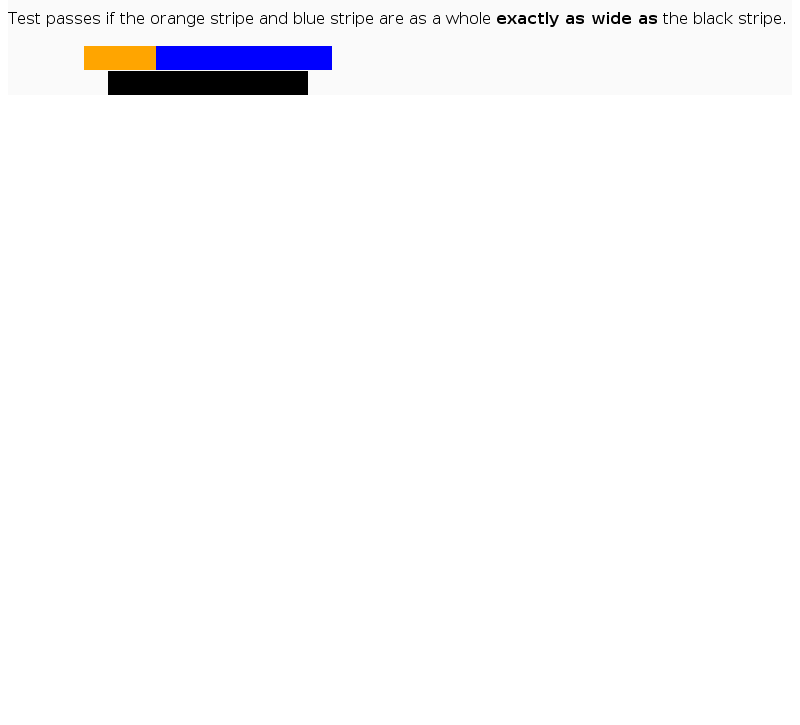 Test passes if the orange stripe and blue stripe are as a whole exactly as wide as the black stripe.